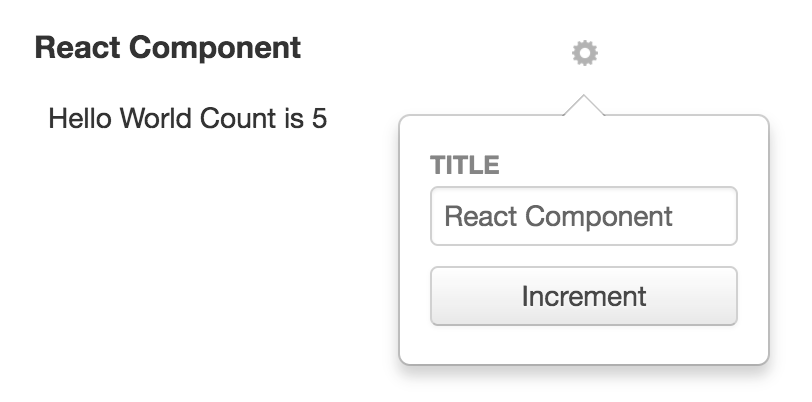 React Component
Hello World Count is 5
TITLE
React Component
Increment